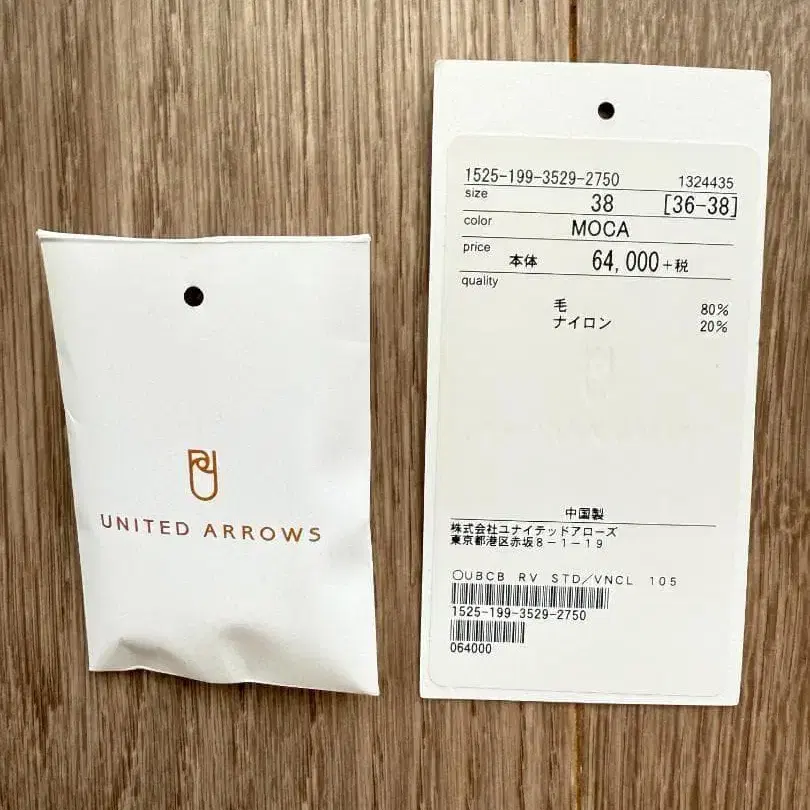 UNITED ARROWS
1525-199-3529-2750 1324435
size 38 [36-38]
color MOCA
price 本体 64,000+税
quality
毛 80%
ナイロン 20%
中国製
株式会社ユナイテッドアローズ
東京都港区赤坂8-1-19
○UBCB RV STD/VNCL 105
1525-199-3529-2750
064000